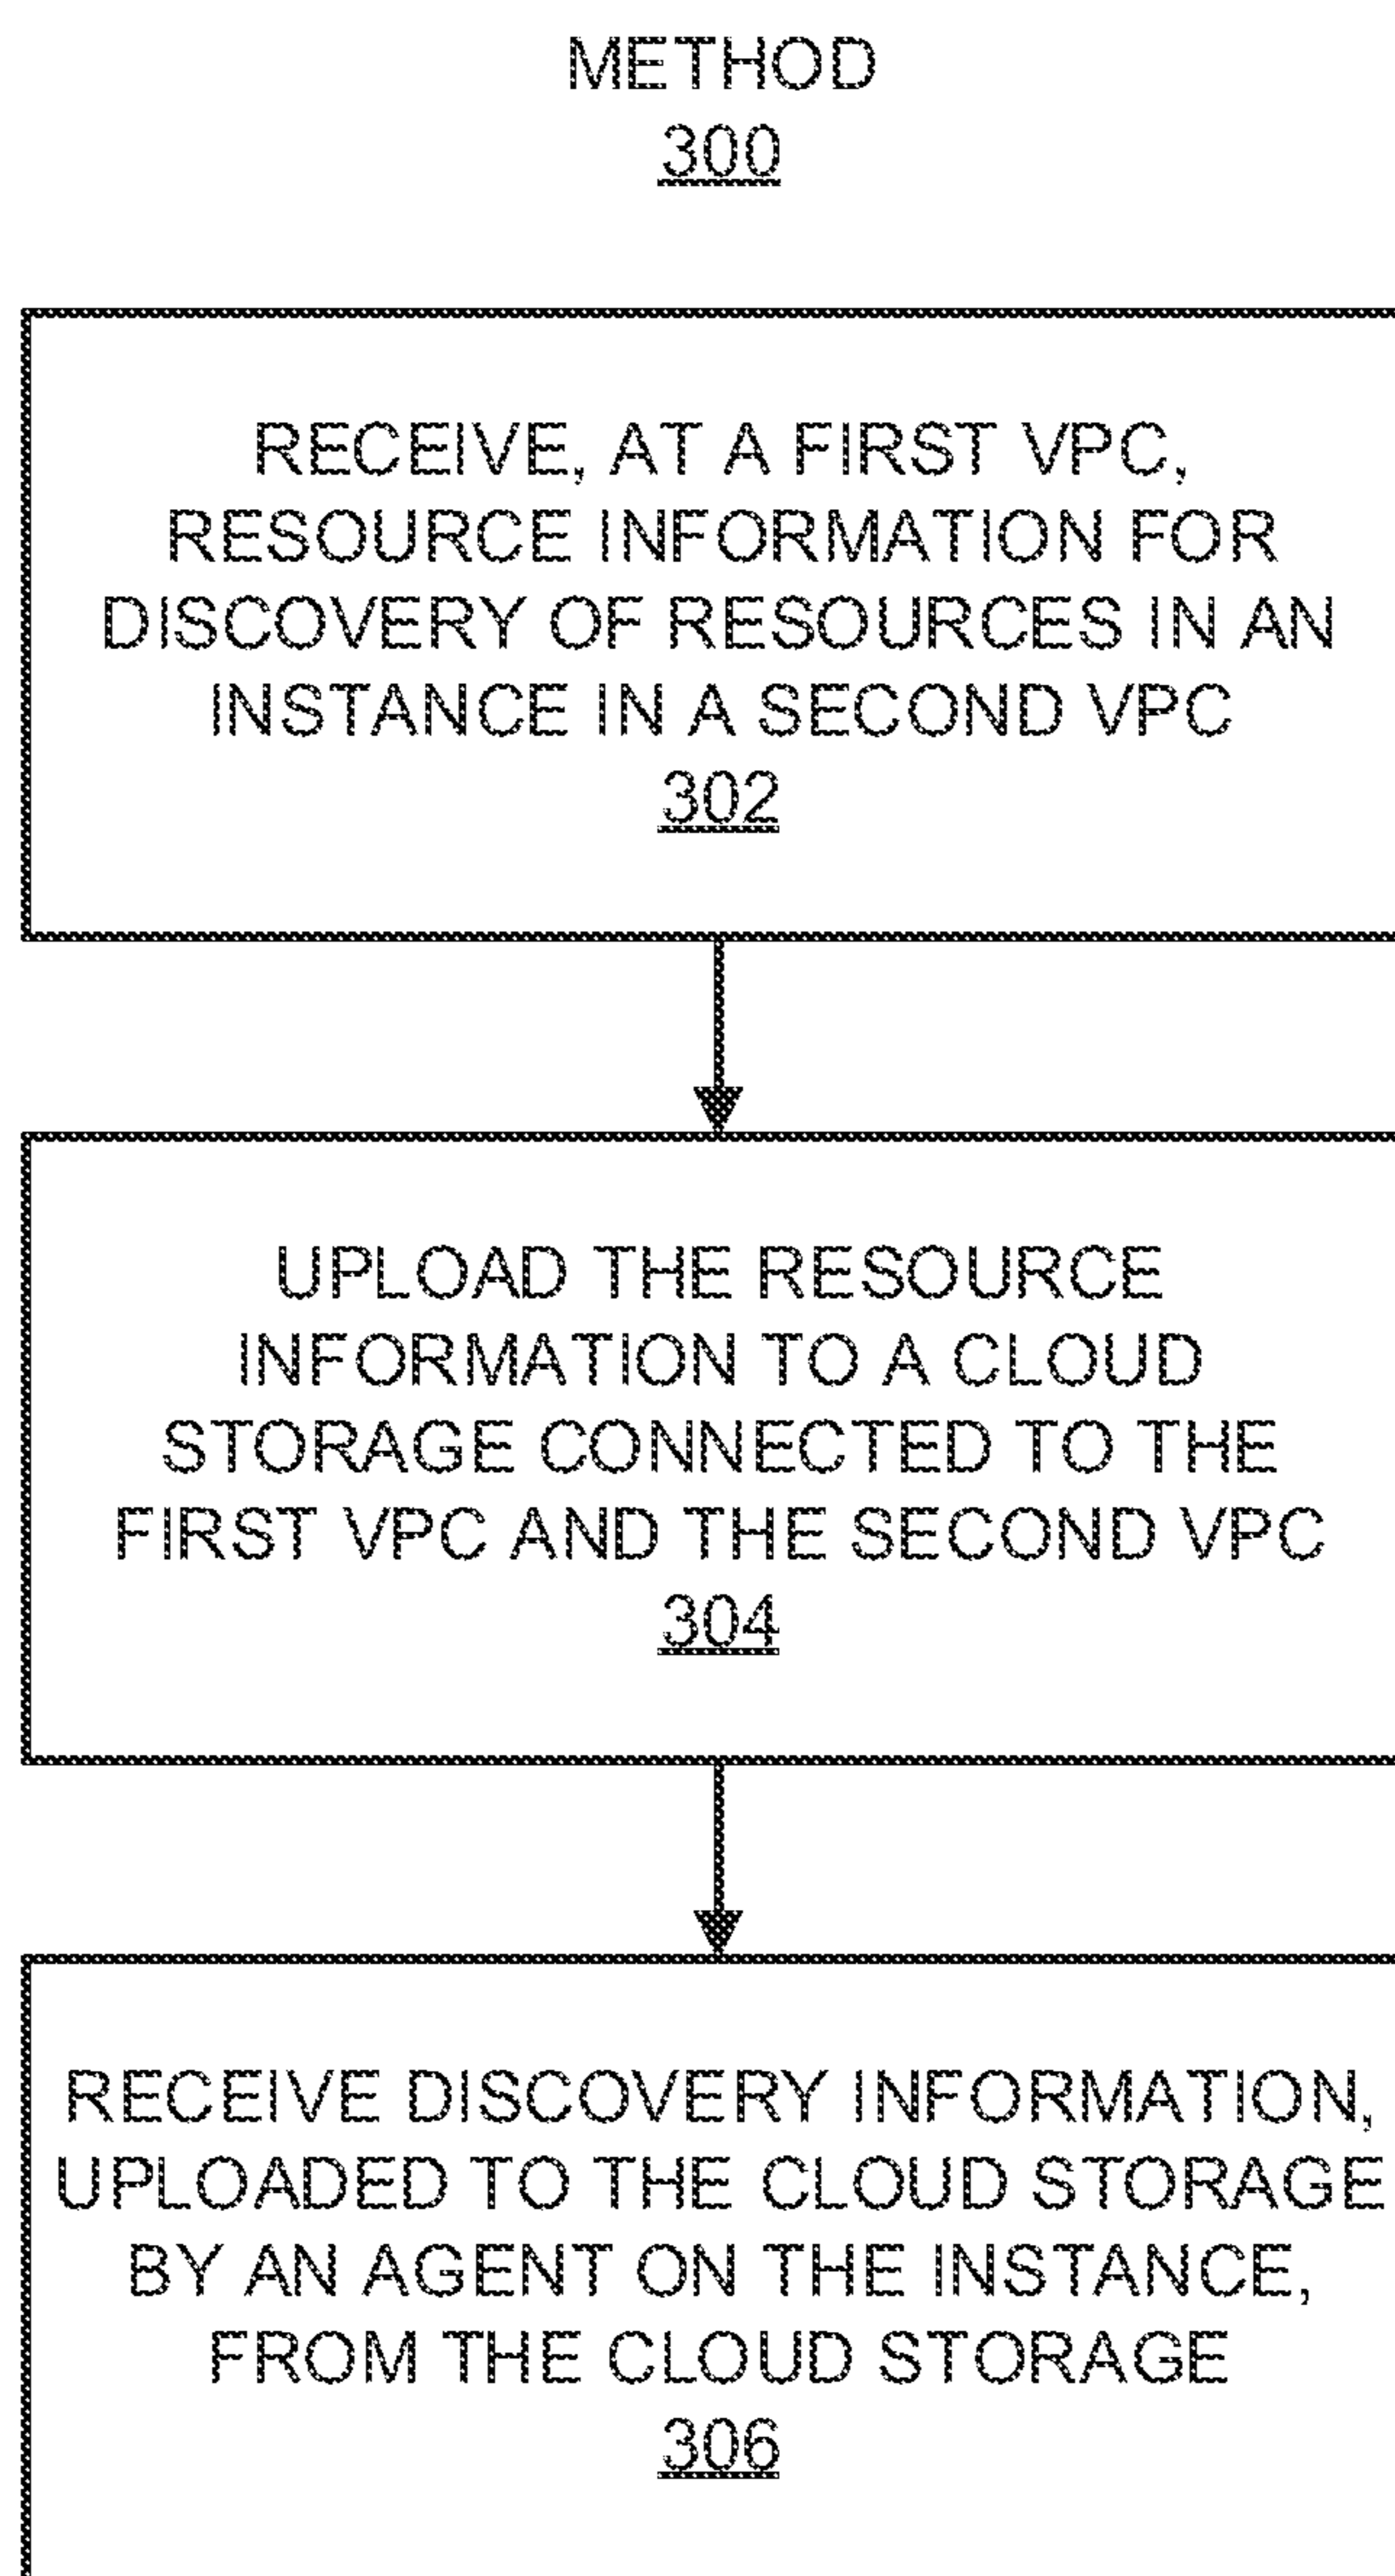 METHOD
300
RECEIVE, AT A FIRST VPC,
RESOURCE INFORMATION FOR
DISCOVERY OF RESOURCES IN AN
INSTANCE IN A SECOND VPC
302
UPLOAD THE RESOURCE
INFORMATION TO A CLOUD
STORAGE CONNECTED TO THE
FIRST VPC AND THE SECOND VPC
304
RECEIVE DISCOVERY INFORMATION,
UPLOADED TO THE CLOUD STORAGE
BY AN AGENT ON THE INSTANCE,
FROM THE CLOUD STORAGE
306